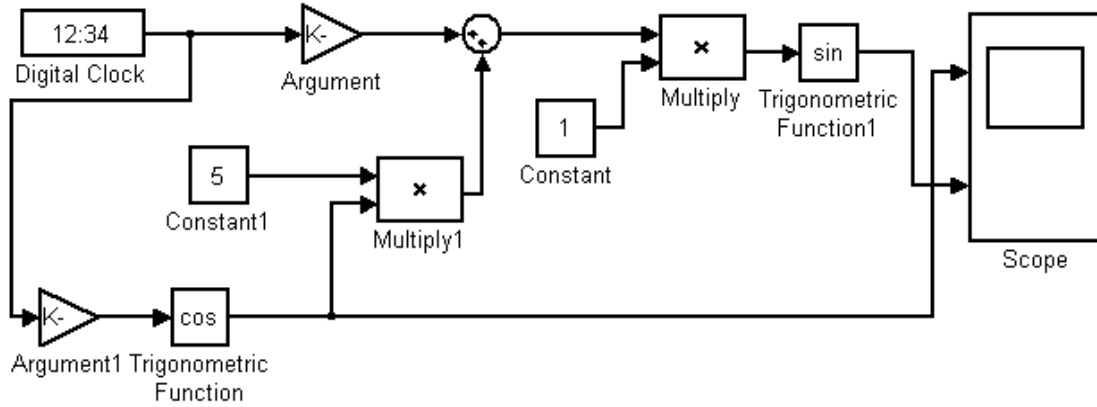 12:34
Digital Clock
K-
Argument
×
Multiply
sin
Trigonometric
Function1
1
Constant
5
Constant1
×
Multiply1
Scope
K-
Argument1
cos
Trigonometric
Function